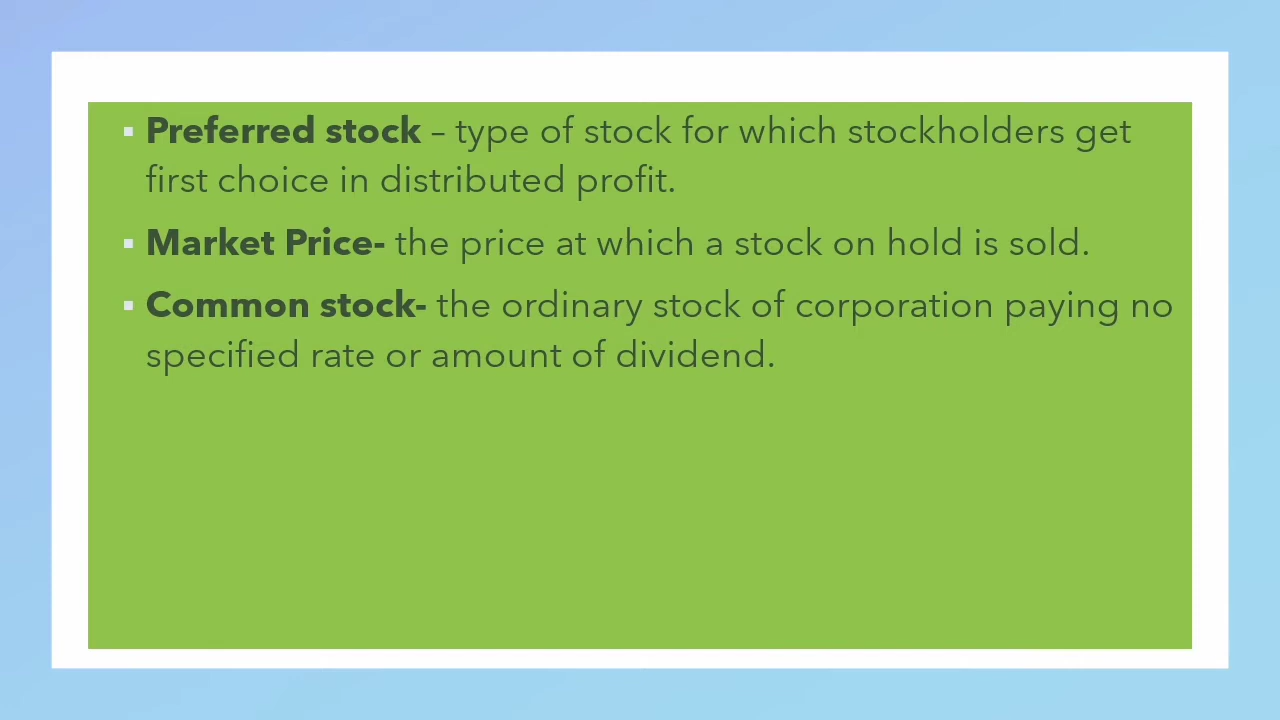 ▪ Preferred stock – type of stock for which stockholders get
first choice in distributed profit.
▪ Market Price- the price at which a stock on hold is sold.
▪ Common stock- the ordinary stock of corporation paying no
specified rate or amount of dividend.